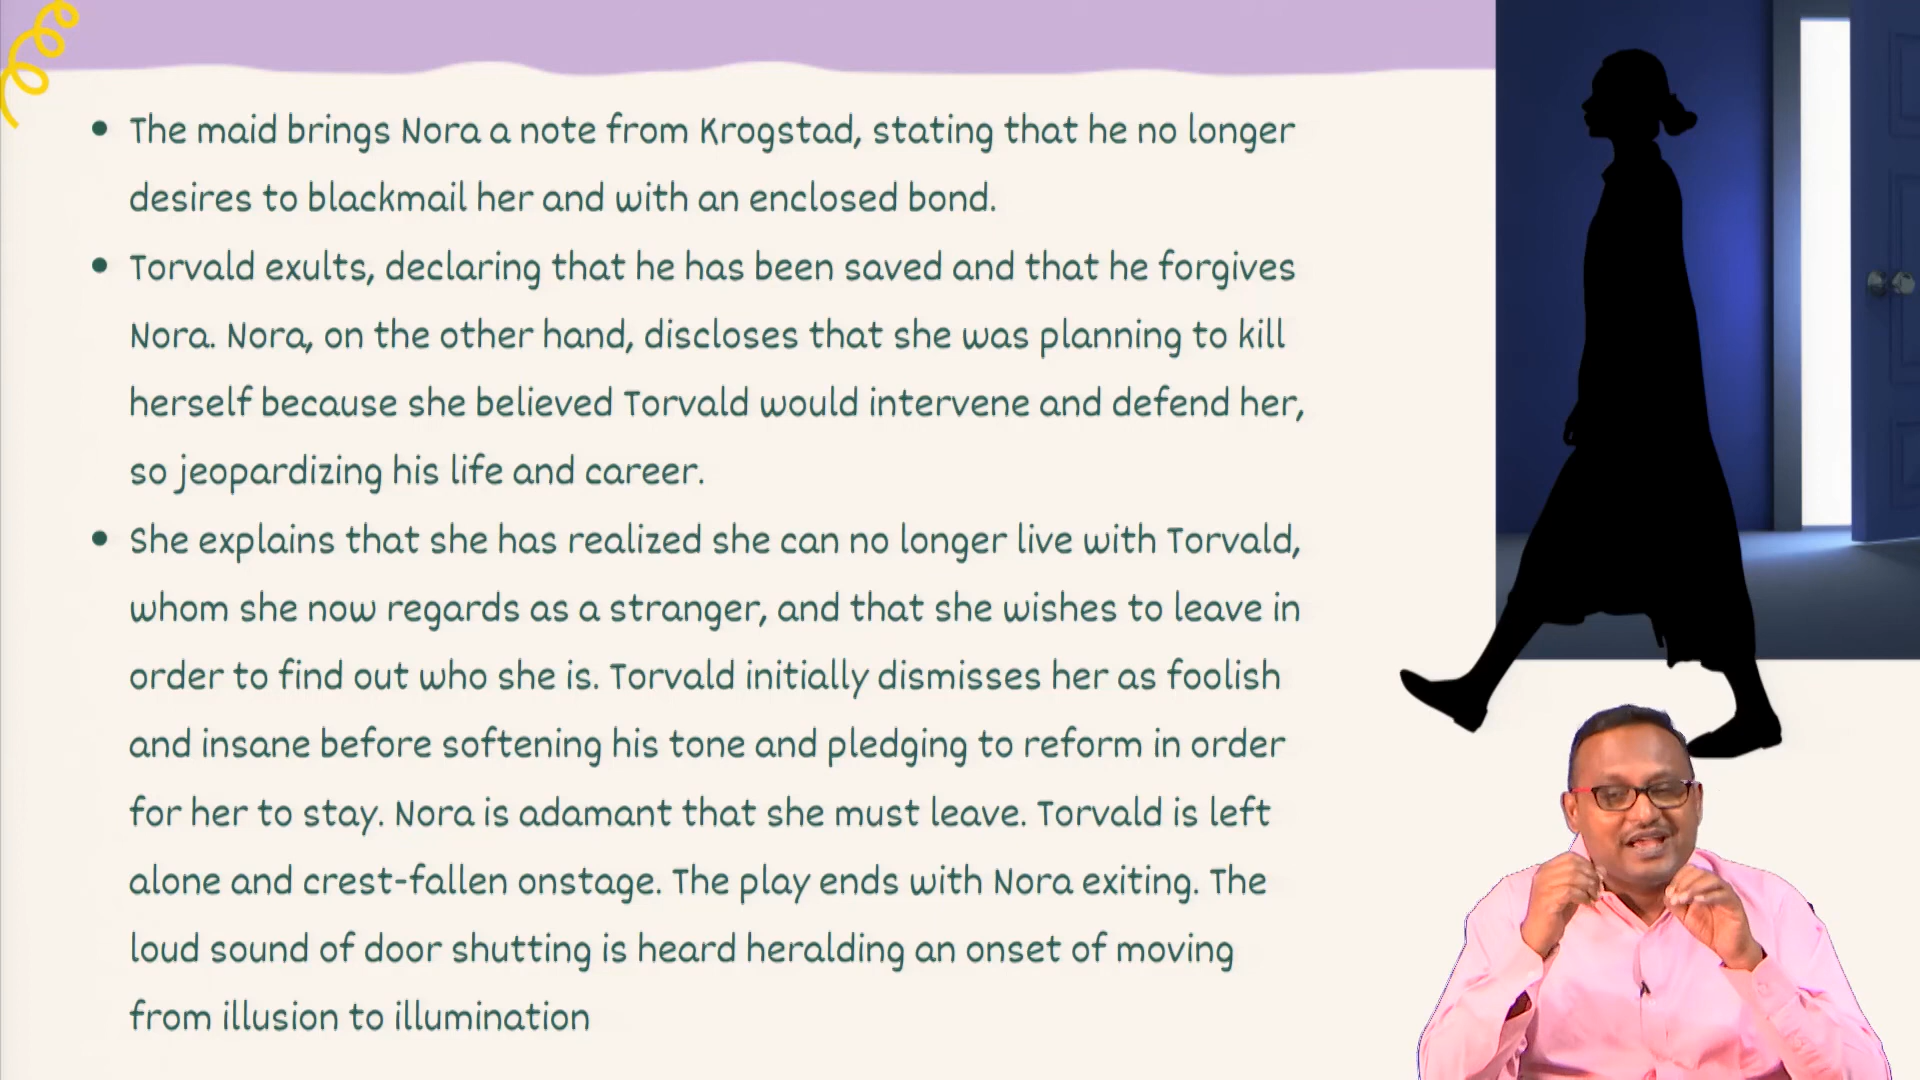 The maid brings Nora a note from Krogstad, stating that he no longer
desires to blackmail her and with an enclosed bond.
Torvald exults, declaring that he has been saved and that he forgives
Nora. Nora, on the other hand, discloses that she was planning to kill
herself because she believed Torvald would intervene and defend her,
so jeopardizing his life and career.
She explains that she has realized she can no longer live with Torvald,
whom she now regards as a stranger, and that she wishes to leave in
order to find out who she is. Torvald initially dismisses her as foolish
and insane before softening his tone and pledging to reform in order
for her to stay. Nora is adamant that she must leave. Torvald is left
alone and crest-fallen onstage. The play ends with Nora exiting. The
loud sound of door shutting is heard heralding an onset of moving
from illusion to illumination